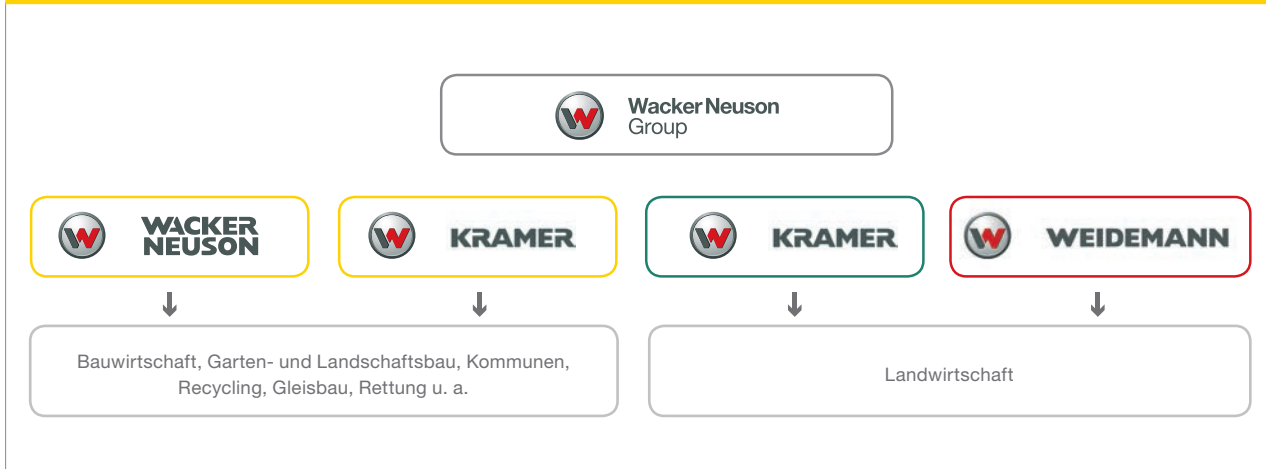 Wacker Neuson
Group
WACKER
NEUSON
KRAMER
KRAMER
WEIDEMANN
Bauwirtschaft, Garten- und Landschaftsbau, Kommunen,
Recycling, Gleisbau, Rettung u. a.
Landwirtschaft